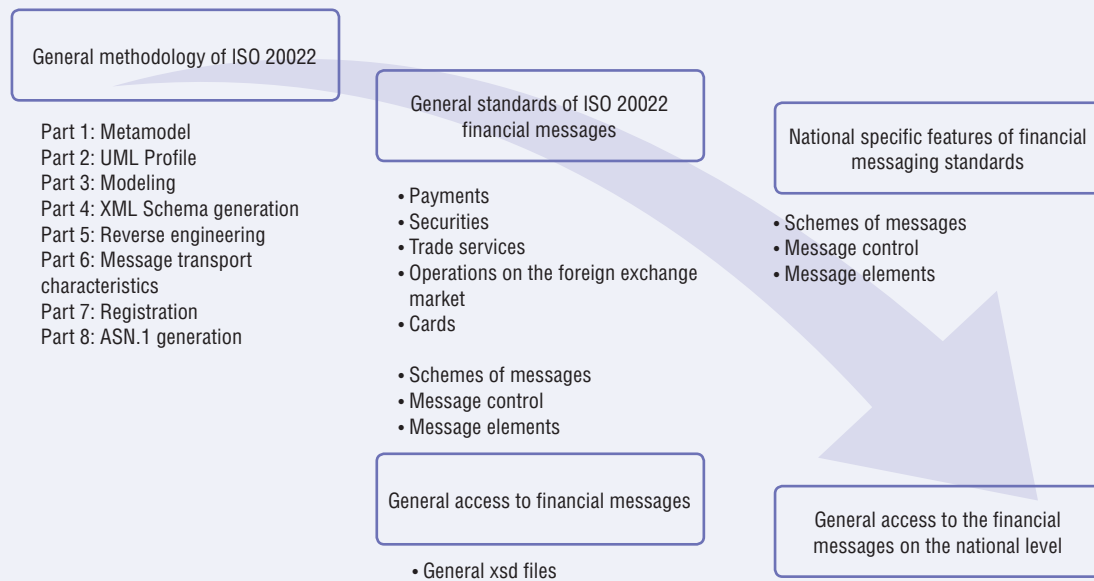 General methodology of ISO 20022
Part 1: Metamodel
Part 2: UML Profile
Part 3: Modeling
Part 4: XML Schema generation
Part 5: Reverse engineering
Part 6: Message transport
characteristics
Part 7: Registration
Part 8: ASN.1 generation
General standards of ISO 20022
financial messages
• Payments
• Securities
• Trade services
• Operations on the foreign exchange
market
• Cards
• Schemes of messages
• Message control
• Message elements
General access to financial messages
• General xsd files
National specific features of financial
messaging standards
• Schemes of messages
• Message control
• Message elements
General access to the financial
messages on the national level